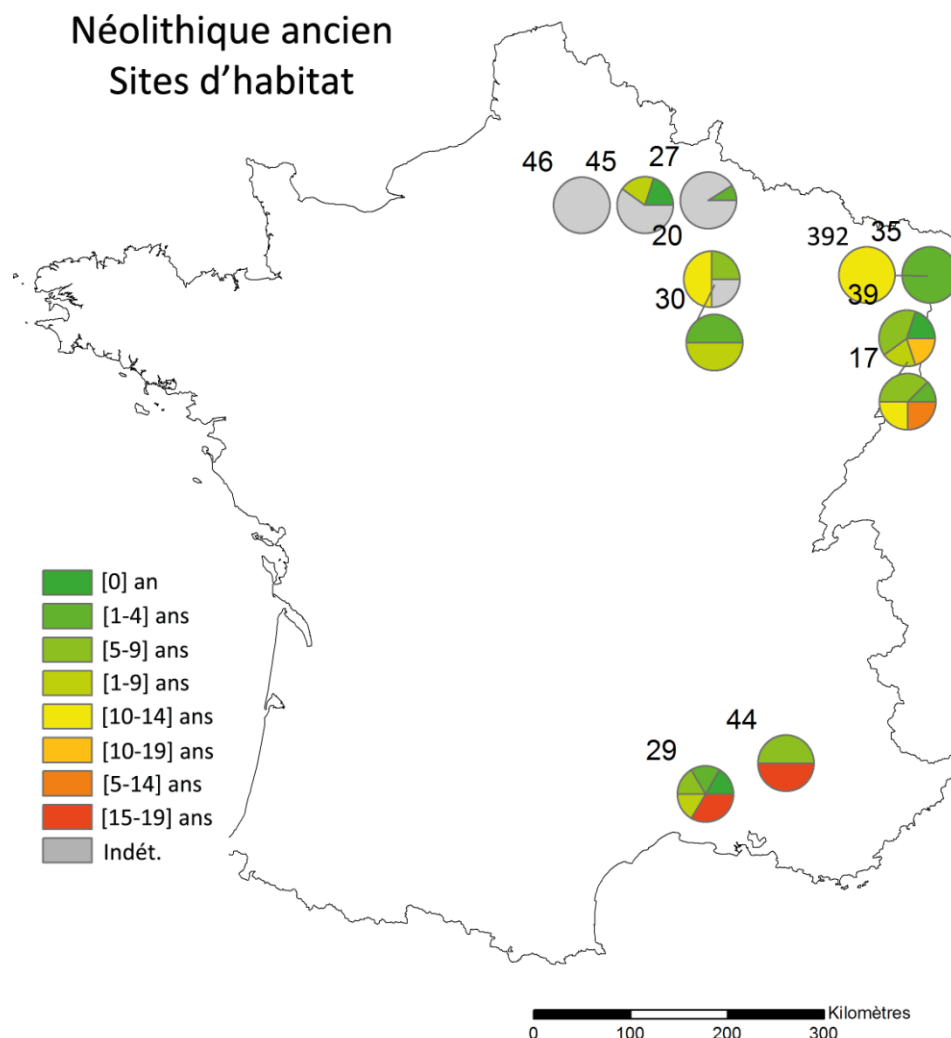 Néolithique ancien
Sites d'habitat
46 45 27
20
30
392 35
39
17
[0] an
[1-4] ans
[5-9] ans
[1-9] ans
[10-14] ans
[10-19] ans
[5-14] ans
[15-19] ans
Indét.
44
29
Kilomètres
0 100 200 300